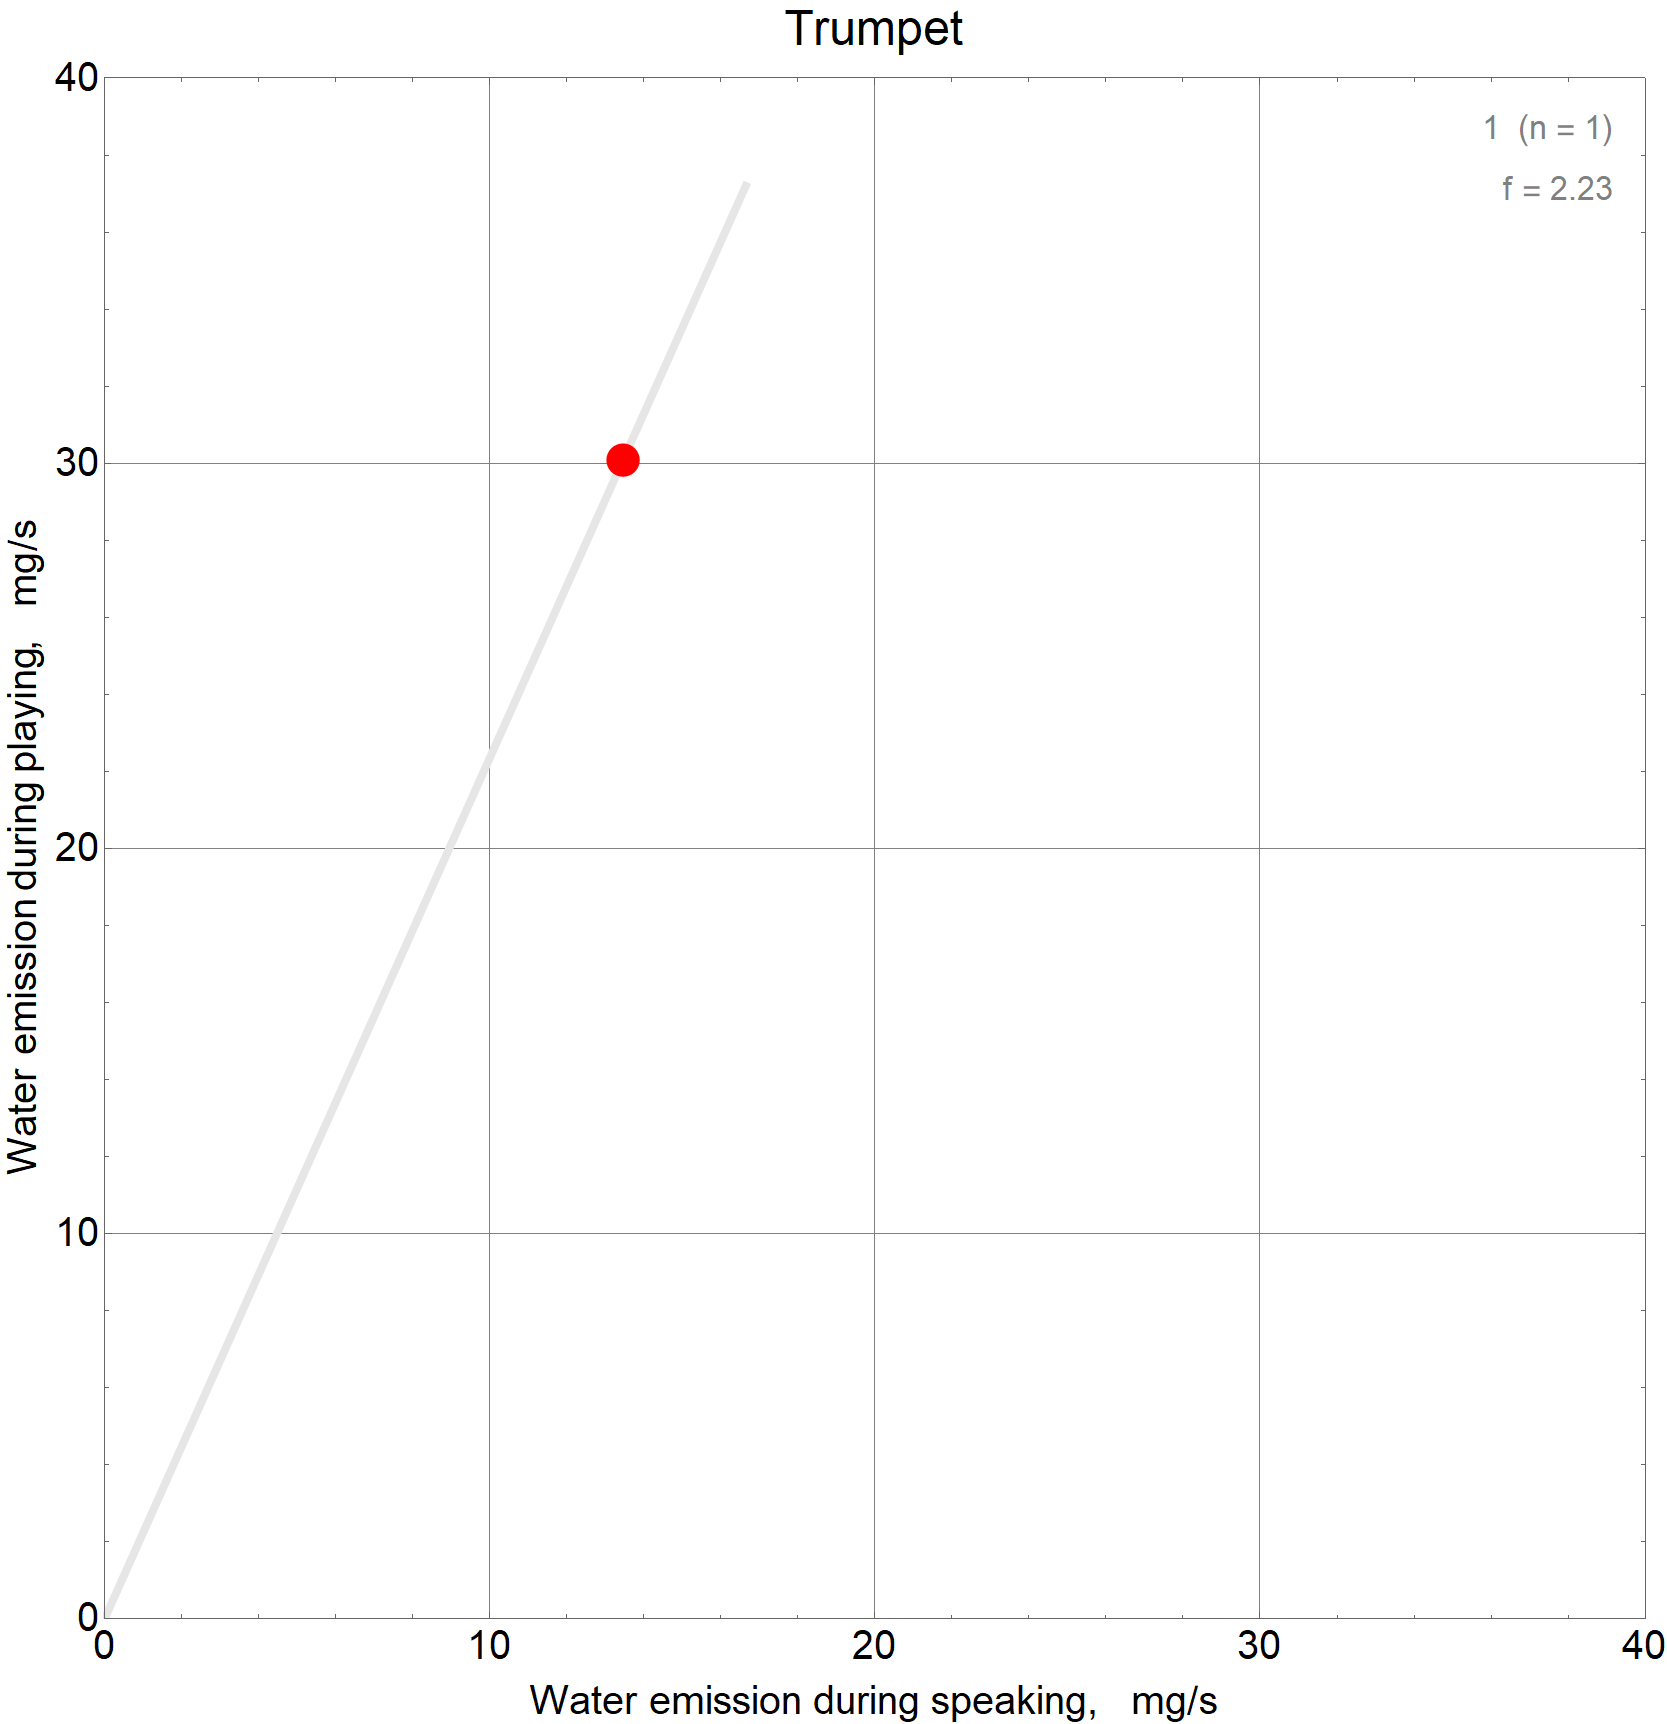 Trumpet
40
1 (n = 1)
f = 2.23
30
20
10
0
Water emission during playing, mg/s
0 10 20 30 40
Water emission during speaking, mg/s